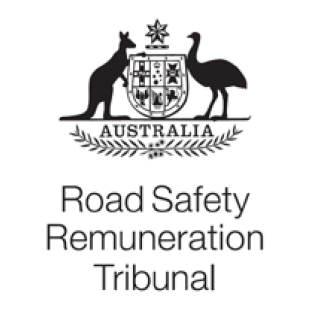 AUSTRALIA
Road Safety
Remuneration
Tribunal